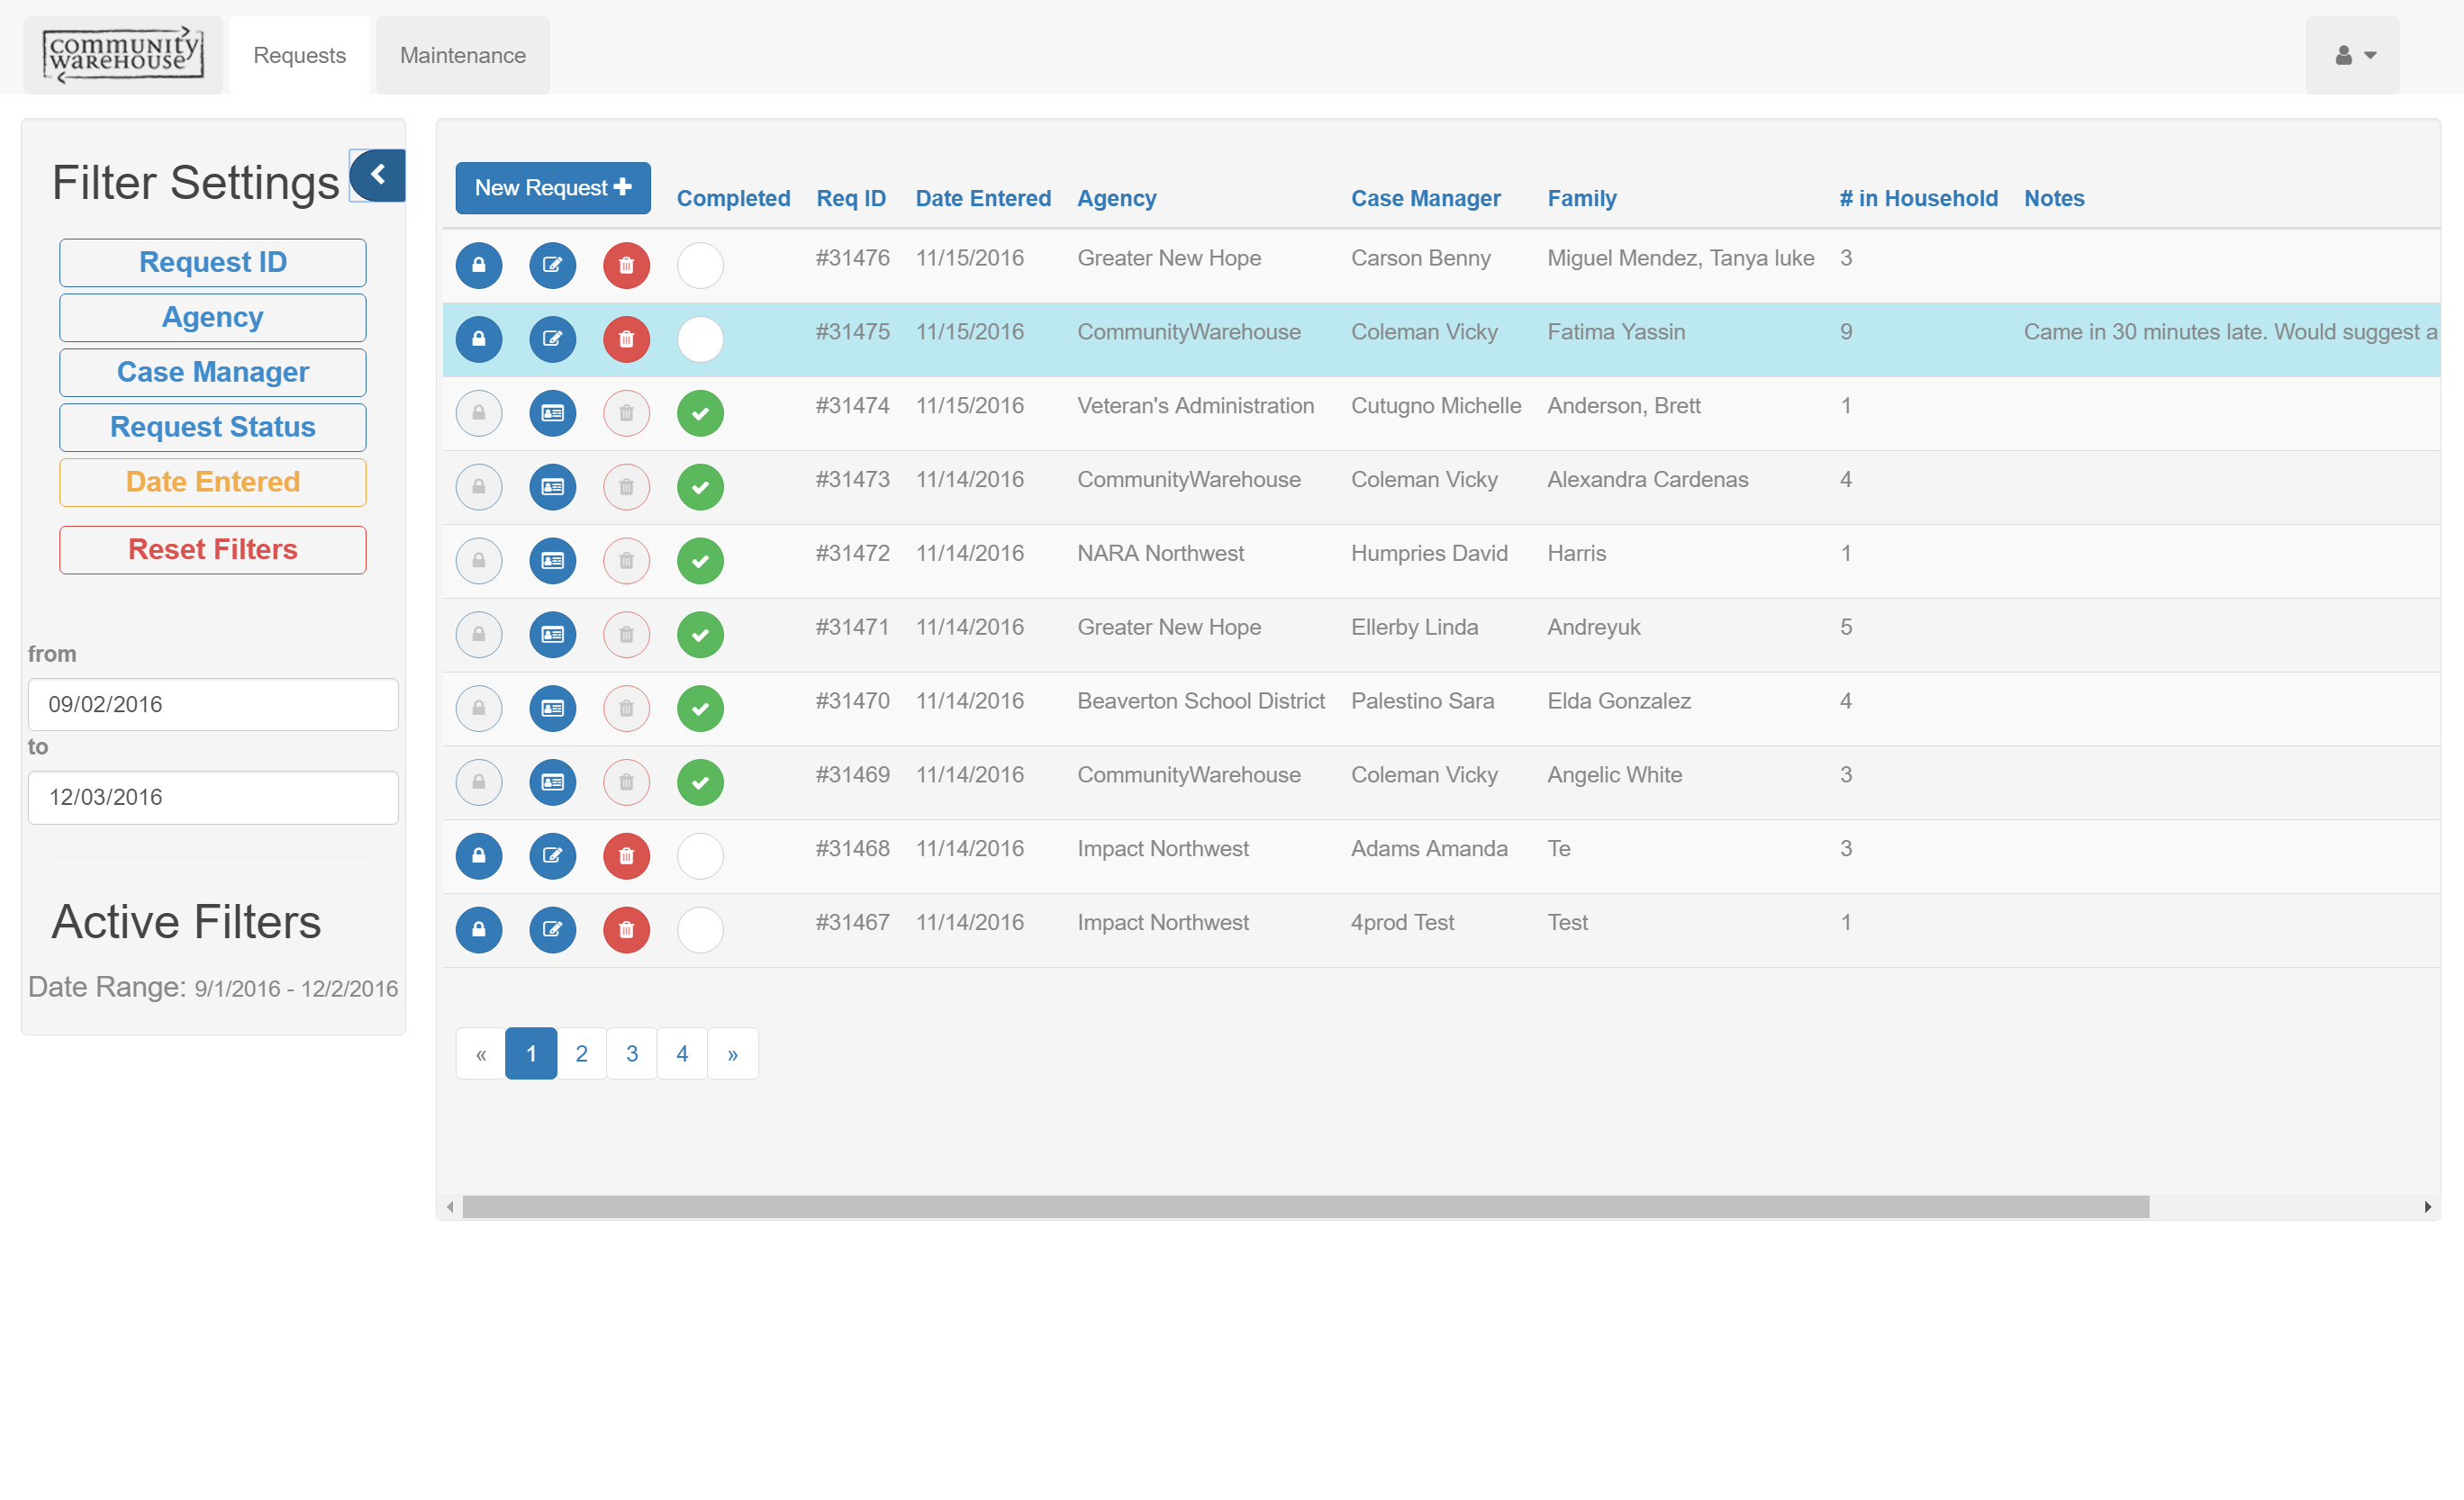 COMMUNITY
WAREHOUSE
Requests
Maintenance
Filter Settings
Request ID
Agency
Case Manager
Request Status
Date Entered
Reset Filters
from
09/02/2016
to
12/03/2016
Active Filters
Date Range: 9/1/2016 - 12/2/2016
New Request Completed Req ID Date Entered Agency Case Manager Family # in Household Notes
#31476 11/15/2016 Greater New Hope Carson Benny Miguel Mendez, Tanya luke 3
#31475 11/15/2016 CommunityWarehouse Coleman Vicky Fatima Yassin 9 Came in 30 minutes late. Would suggest a
#31474 11/15/2016 Veteran's Administration Cutugno Michelle Anderson, Brett 1
#31473 11/14/2016 CommunityWarehouse Coleman Vicky Alexandra Cardenas 4
#31472 11/14/2016 NARA Northwest Humpries David Harris 1
#31471 11/14/2016 Greater New Hope Ellerby Linda Andreyuk 5
#31470 11/14/2016 Beaverton School District Palestino Sara Elda Gonzalez 4
#31469 11/14/2016 CommunityWarehouse Coleman Vicky Angelic White 3
#31468 11/14/2016 Impact Northwest Adams Amanda Te 3
#31467 11/14/2016 Impact Northwest 4prod Test Test 1
« 1 2 3 4 »